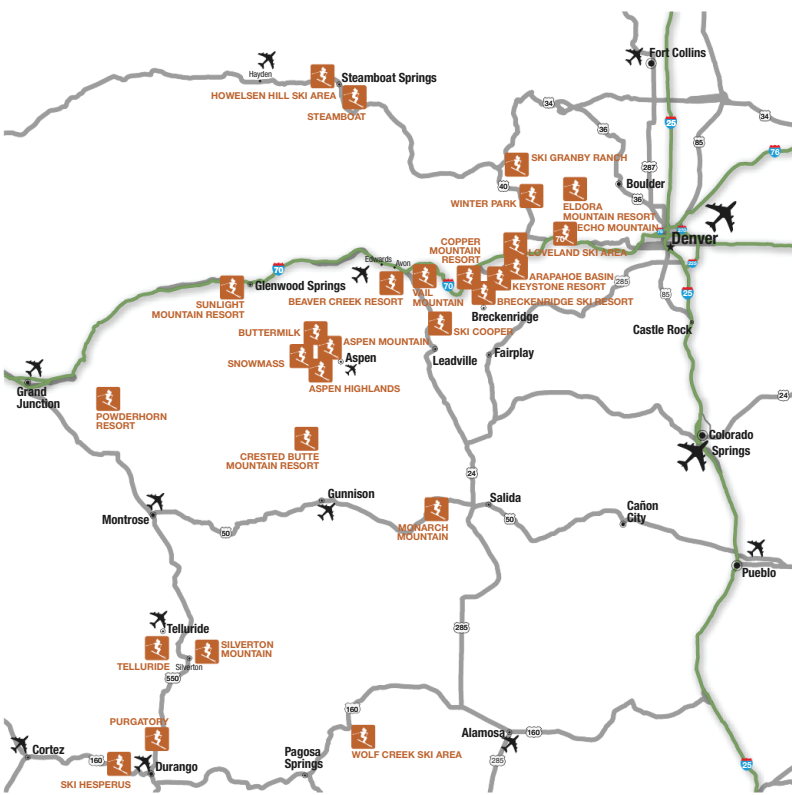 Fort Collins
Hayden
Steamboat Springs
HOWELSEN HILL SKI AREA
STEAMBOAT
34
36
25
34
76
85
287
SKI GRANBY RANCH
40
Boulder
36
WINTER PARK
ELDORA
MOUNTAIN RESORT
ECHO MOUNTAIN
70
Denver
COPPER
MOUNTAIN
RESORT
LOVELAND SKI AREA
Edwards
Avon
70
Glenwood Springs
SUNLIGHT
MOUNTAIN RESORT
BEAVER CREEK RESORT
VAIL
MOUNTAIN
70
ARAPAHOE BASIN
KEYSTONE RESORT
BRECKENRIDGE SKI RESORT
285
85
25
Breckenridge
Castle Rock
SKI COOPER
BUTTERMILK
ASPEN MOUNTAIN
SNOWMASS
Aspen
ASPEN HIGHLANDS
Leadville
Fairplay
Grand
Junction
POWDERHORN
RESORT
24
Colorado
Springs
CRESTED BUTTE
MOUNTAIN RESORT
24
Gunnison
Salida
Montrose
50
MONARCH
MOUNTAIN
50
Cañon
City
Pueblo
Telluride
285
SILVERTON
MOUNTAIN
TELLURIDE
Silverton
550
160
PURGATORY
Alamosa
160
Cortez
160
Durango
Pagosa
Springs
WOLF CREEK SKI AREA
285
25
SKI HESPERUS